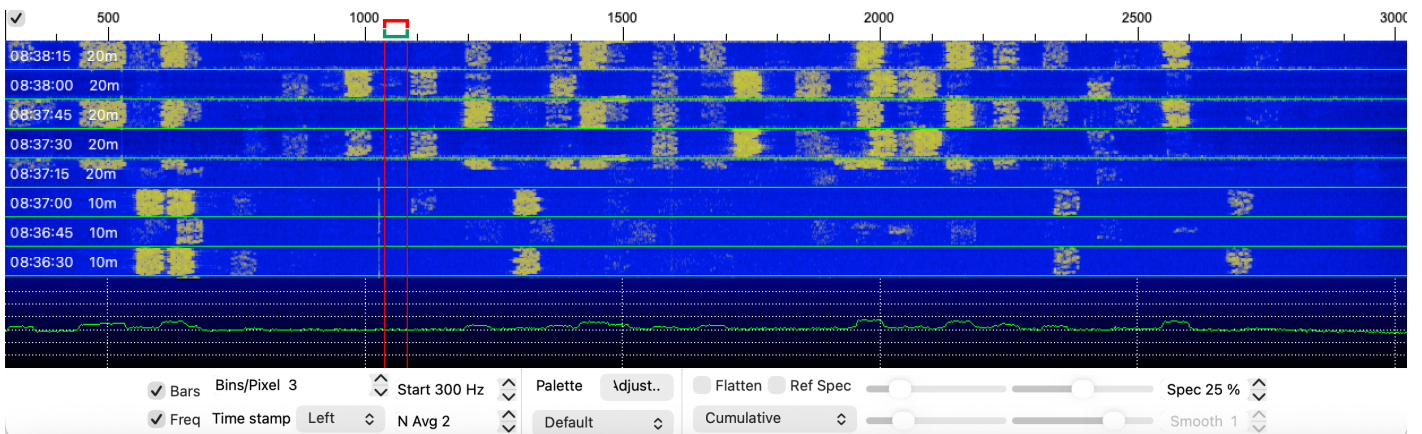 500 1000 1500 2000 2500 3000
08:38:15 20m
08:38:00 20m
08:37:45 20m
08:37:30 20m
08:37:15 20m
08:37:00 10m
08:36:45 10m
08:36:30 10m
Bars Bins/Pixel 3 Start 300 Hz Palette Adjust.. Flatten Ref Spec Spec 25 %
Freq Time stamp Left N Avg 2 Default Cumulative Smooth 1